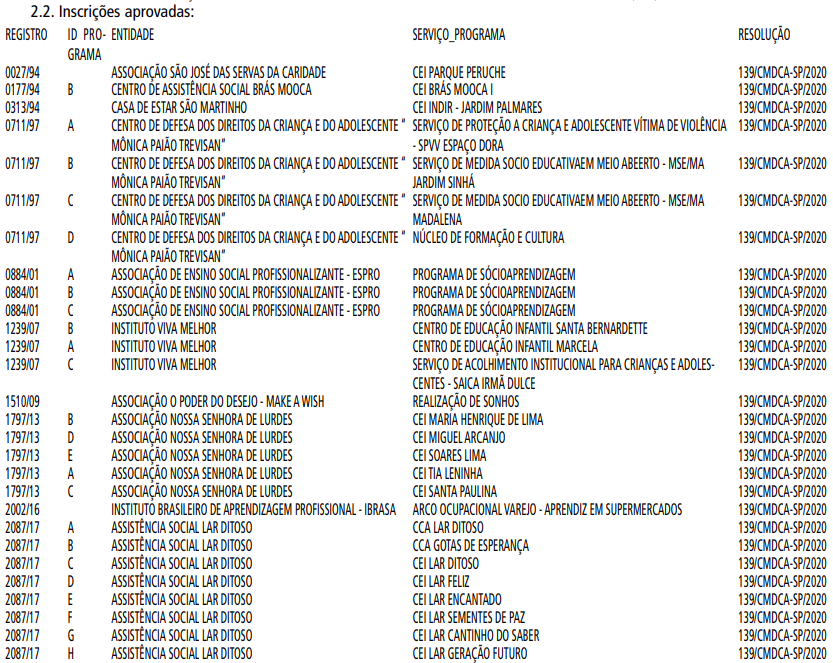 2.2. Inscrições aprovadas:
REGISTRO ID PRO- ENTIDADE SERVIÇO_PROGRAMA RESOLUÇÃO
GRAMA
0027/94 ASSOCIAÇÃO SÃO JOSÉ DAS SERVAS DA CARIDADE CEI PARQUE PERUCHE 139/CMDCA-SP/2020
0177/94 B CENTRO DE ASSISTÊNCIA SOCIAL BRÁS MOOCA CEI BRÁS MOOCA I 139/CMDCA-SP/2020
0313/94 CASA DE ESTAR SÃO MARTINHO CEI INDIR - JARDIM PALMARES 139/CMDCA-SP/2020
0711/97 A CENTRO DE DEFESA DOS DIREITOS DA CRIANÇA E DO ADOLESCENTE " SERVIÇO DE PROTEÇÃO A CRIANÇA E ADOLESCENTE VÍTIMA DE VIOLÊNCIA 139/CMDCA-SP/2020
MÔNICA PAIÃO TREVISAN" - SPVV ESPAÇO DORA
0711/97 B CENTRO DE DEFESA DOS DIREITOS DA CRIANÇA E DO ADOLESCENTE " SERVIÇO DE MEDIDA SOCIO EDUCATIVAEM MEIO ABEERTO - MSE/MA 139/CMDCA-SP/2020
MÔNICA PAIÃO TREVISAN" JARDIM SINHÁ
0711/97 C CENTRO DE DEFESA DOS DIREITOS DA CRIANÇA E DO ADOLESCENTE " SERVIÇO DE MEDIDA SOCIO EDUCATIVAEM MEIO ABEERTO - MSE/MA 139/CMDCA-SP/2020
MÔNICA PAIÃO TREVISAN" MADALENA
0711/97 D CENTRO DE DEFESA DOS DIREITOS DA CRIANÇA E DO ADOLESCENTE " NÚCLEO DE FORMAÇÃO E CULTURA 139/CMDCA-SP/2020
MÔNICA PAIÃO TREVISAN"
0884/01 A ASSOCIAÇÃO DE ENSINO SOCIAL PROFISSIONALIZANTE - ESPRO PROGRAMA DE SÓCIOAPRENDIZAGEM 139/CMDCA-SP/2020
0884/01 B ASSOCIAÇÃO DE ENSINO SOCIAL PROFISSIONALIZANTE - ESPRO PROGRAMA DE SÓCIOAPRENDIZAGEM 139/CMDCA-SP/2020
0884/01 C ASSOCIAÇÃO DE ENSINO SOCIAL PROFISSIONALIZANTE - ESPRO PROGRAMA DE SÓCIOAPRENDIZAGEM 139/CMDCA-SP/2020
1239/07 B INSTITUTO VIVA MELHOR CENTRO DE EDUCAÇÃO INFANTIL SANTA BERNARDETTE 139/CMDCA-SP/2020
1239/07 A INSTITUTO VIVA MELHOR CENTRO DE EDUCAÇÃO INFANTIL MARCELA 139/CMDCA-SP/2020
1239/07 C INSTITUTO VIVA MELHOR SERVIÇO DE ACOLHIMENTO INSTITUCIONAL PARA CRIANÇAS E ADOLES- 139/CMDCA-SP/2020
CENTES - SAICA IRMÃ DULCE
1510/09 ASSOCIAÇÃO O PODER DO DESEJO - MAKE A WISH REALIZAÇÃO DE SONHOS 139/CMDCA-SP/2020
1797/13 B ASSOCIAÇÃO NOSSA SENHORA DE LURDES CEI MARIA HENRIQUE DE LIMA 139/CMDCA-SP/2020
1797/13 D ASSOCIAÇÃO NOSSA SENHORA DE LURDES CEI MIGUEL ARCANJO 139/CMDCA-SP/2020
1797/13 E ASSOCIAÇÃO NOSSA SENHORA DE LURDES CEI SOARES LIMA 139/CMDCA-SP/2020
1797/13 A ASSOCIAÇÃO NOSSA SENHORA DE LURDES CEI TIA LENINHA 139/CMDCA-SP/2020
1797/13 C ASSOCIAÇÃO NOSSA SENHORA DE LURDES CEI SANTA PAULINA 139/CMDCA-SP/2020
2002/16 INSTITUTO BRASILEIRO DE APRENDIZAGEM PROFISSIONAL - IBRASA ARCO OCUPACIONAL VAREJO - APRENDIZ EM SUPERMERCADOS 139/CMDCA-SP/2020
2087/17 A ASSISTÊNCIA SOCIAL LAR DITOSO CCA LAR DITOSO 139/CMDCA-SP/2020
2087/17 B ASSISTÊNCIA SOCIAL LAR DITOSO CCA GOTAS DE ESPERANÇA 139/CMDCA-SP/2020
2087/17 C ASSISTÊNCIA SOCIAL LAR DITOSO CEI LAR DITOSO 139/CMDCA-SP/2020
2087/17 D ASSISTÊNCIA SOCIAL LAR DITOSO CEI LAR FELIZ 139/CMDCA-SP/2020
2087/17 E ASSISTÊNCIA SOCIAL LAR DITOSO CEI LAR ENCANTADO 139/CMDCA-SP/2020
2087/17 F ASSISTÊNCIA SOCIAL LAR DITOSO CEI LAR SEMENTES DE PAZ 139/CMDCA-SP/2020
2087/17 G ASSISTÊNCIA SOCIAL LAR DITOSO CEI LAR CANTINHO DO SABER 139/CMDCA-SP/2020
2087/17 H ASSISTÊNCIA SOCIAL LAR DITOSO CEI LAR GERAÇÃO FUTURO 139/CMDCA-SP/2020